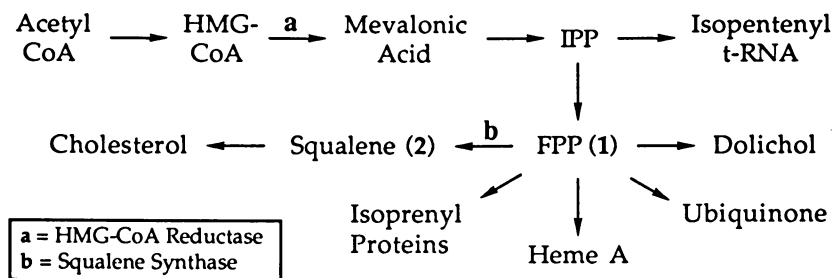 Acetyl CoA
HMG-CoA
a
Mevalonic Acid
IPP
Isopentenyl t-RNA
Cholesterol
Squalene (2)
b
FPP (1)
Dolichol
Isoprenyl Proteins
Heme A
Ubiquinone
a = HMG-CoA Reductase
b = Squalene Synthase